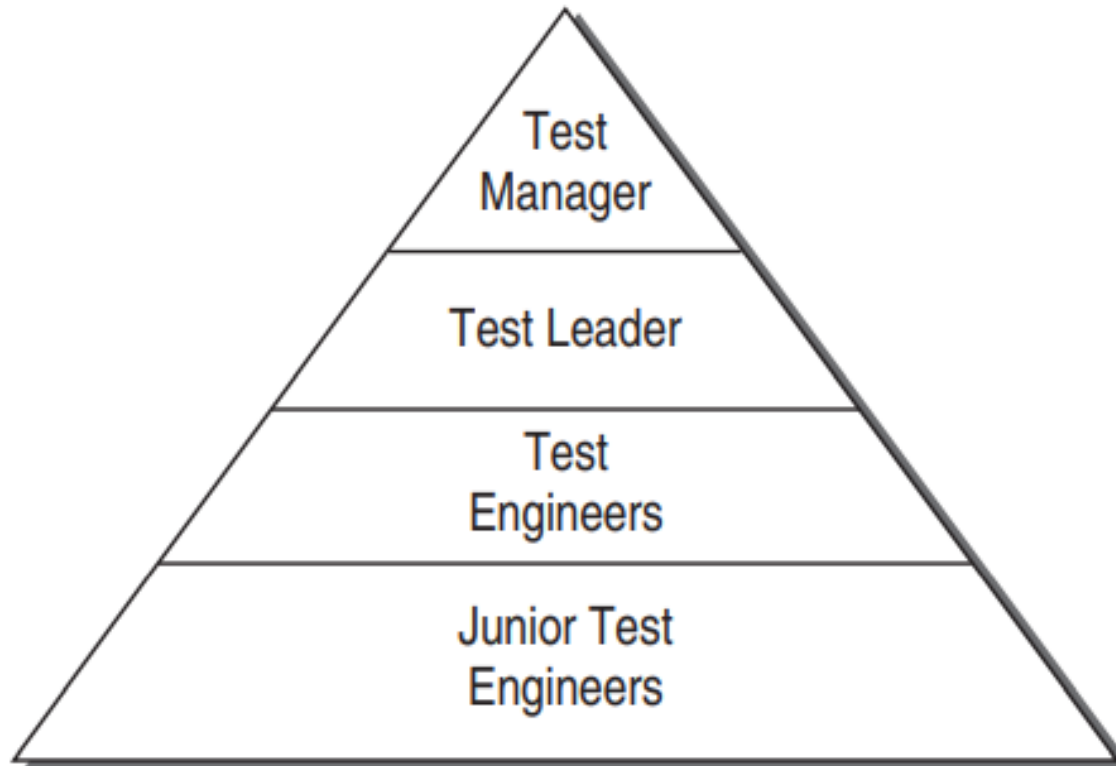 Test
Manager
Test Leader
Test
Engineers
Junior Test
Engineers